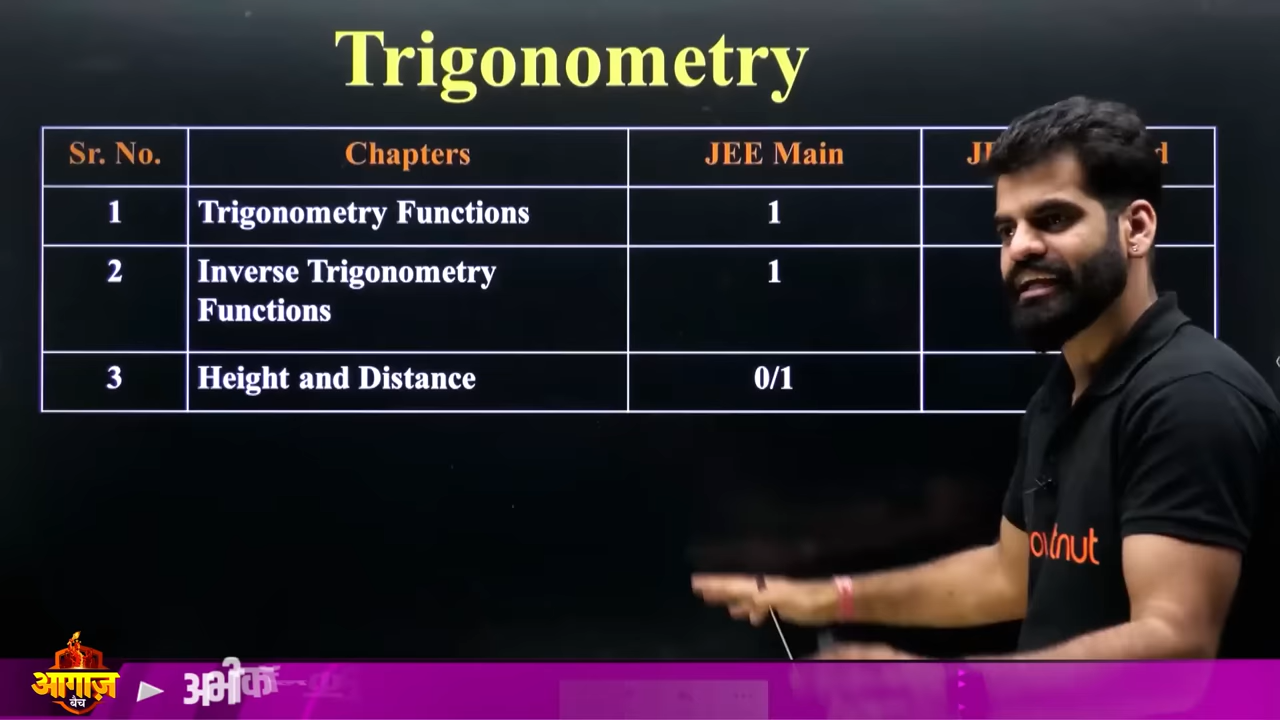 Trigonometry
Sr. No. Chapters JEE Main
1 Trigonometry Functions 1
2 Inverse Trigonometry Functions 1
3 Height and Distance 0/1
आगाज़
बैच